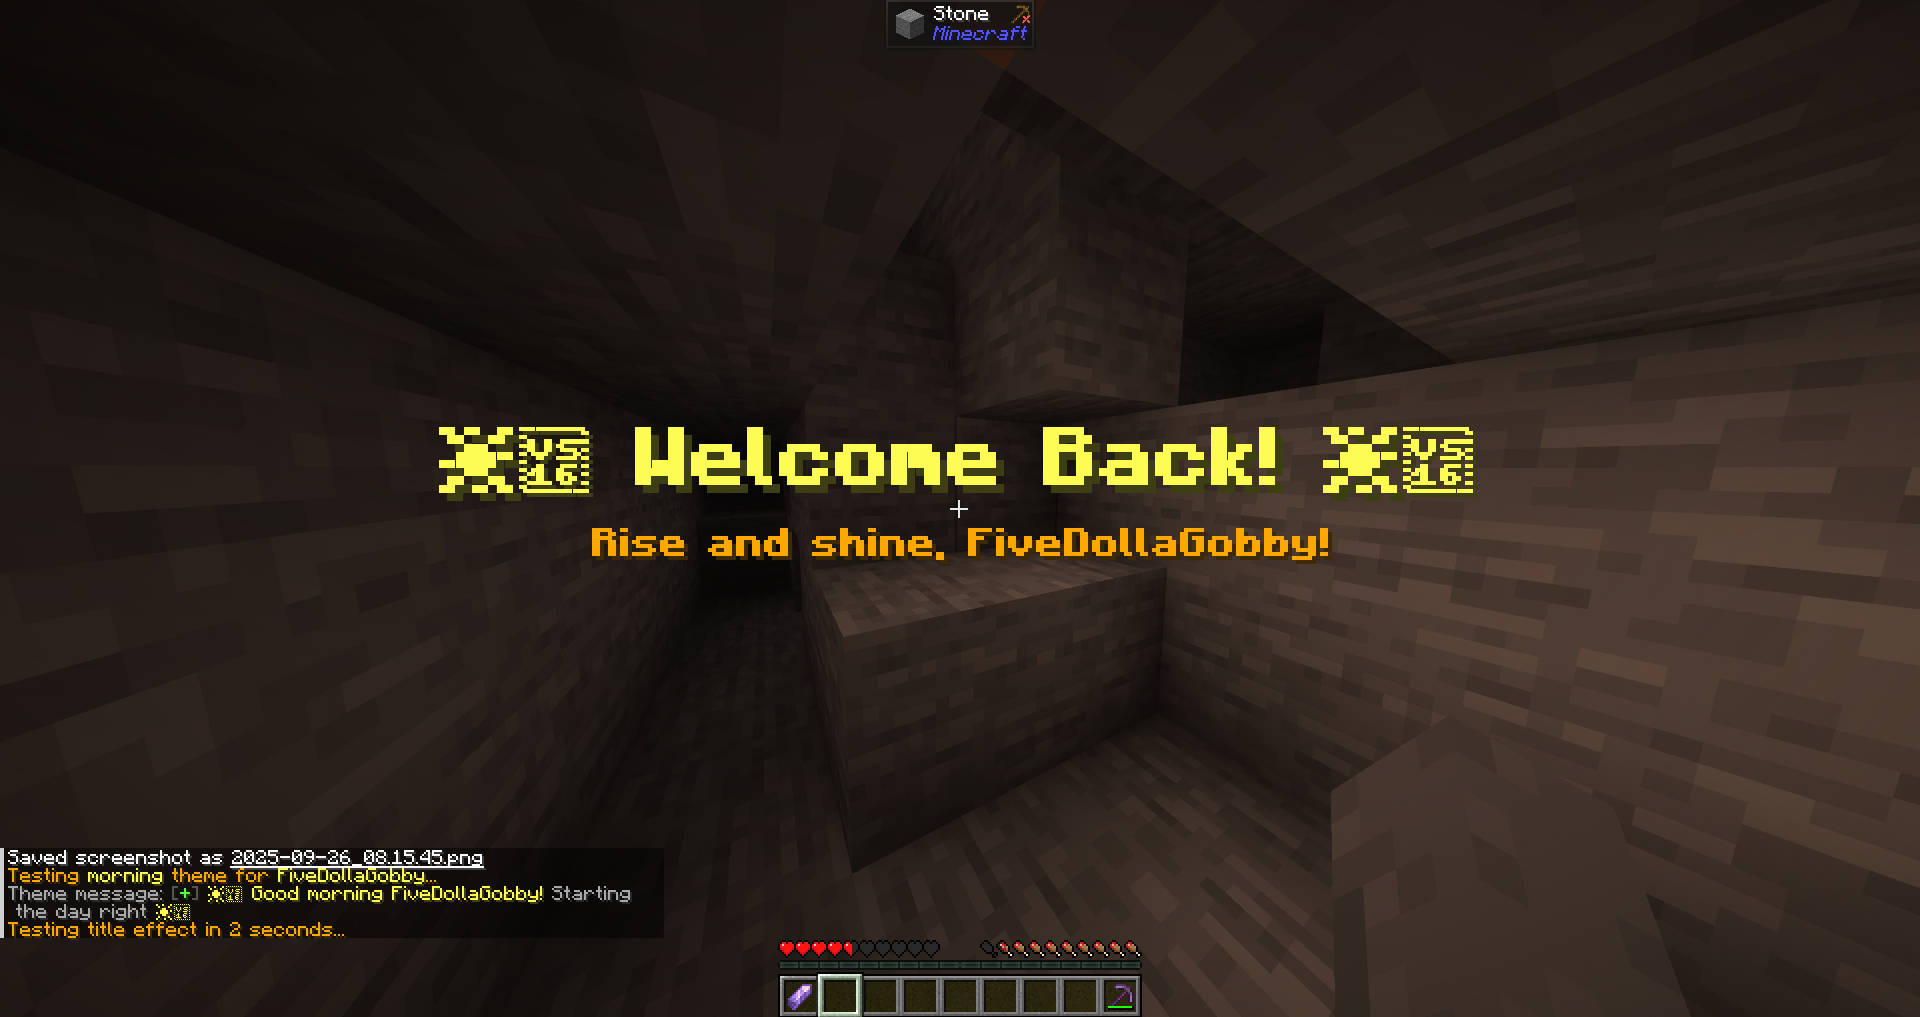 Stone
Minecraft
☀️ Welcome Back! ☀️
Rise and shine, FiveDollaGobby!
Saved screenshot as 2025-09-26_08.15.45.png
Testing morning theme for FiveDollaGobby...
Theme message: [+] ☀️ Good morning FiveDollaGobby! Starting
the day right ☀️
Testing title effect in 2 seconds...